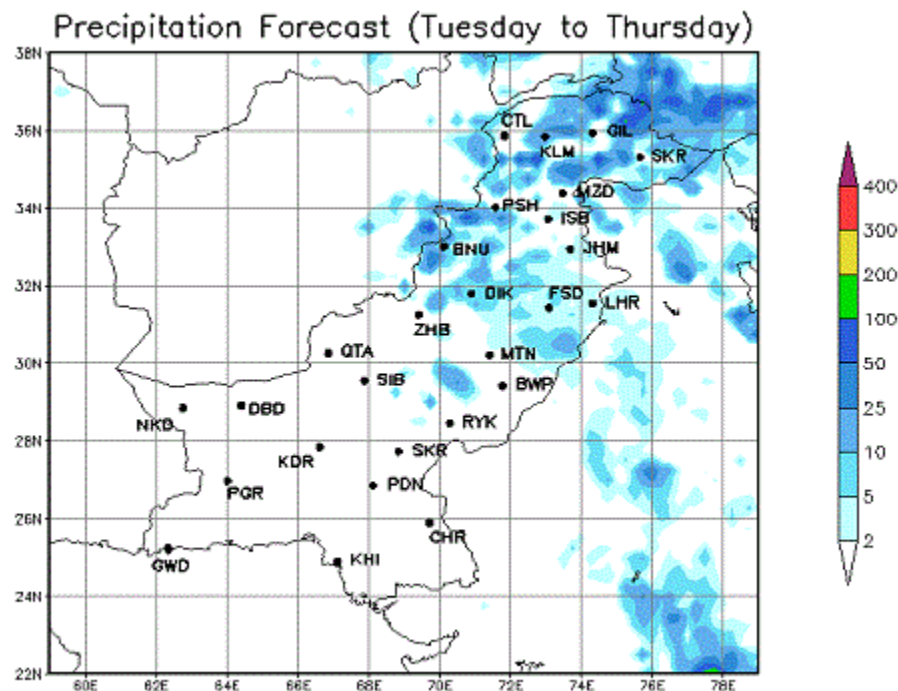 Precipitation Forecast (Tuesday to Thursday)
38N
36N
34N
32N
30N
28N
26N
24N
22N
60E
62E
64E
66E
68E
70E
72E
74E
76E
78E
CTL
GIL
KLM
SKR
MZD
PSH
ISB
BNU
JHM
DIK
FSD
LHR
ZHB
QTA
MTN
SIB
BWP
DBD
NKD
RYK
KDR
SKR
PGR
PDN
CHR
GWD
KHI
400
300
200
100
50
25
10
5
2